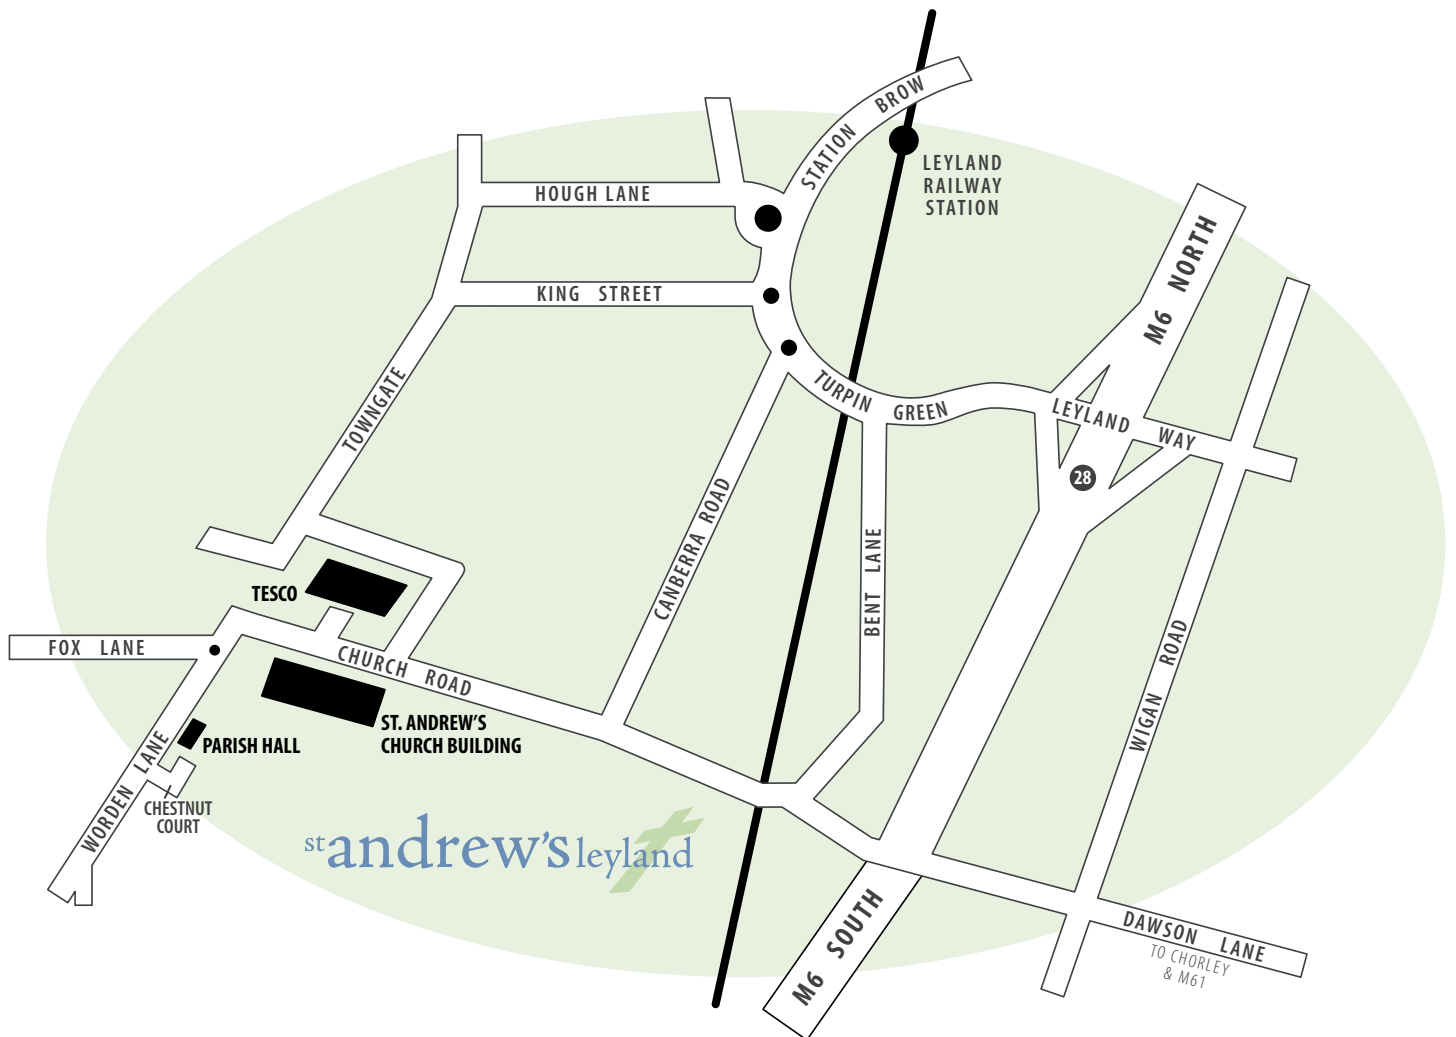 STATION BROW
LEYLAND
RAILWAY
STATION
HOUGH LANE
M6 NORTH
KING STREET
TOWNGATE
TURPIN GREEN
LEYLAND WAY
28
CANBERRA ROAD
BENT LANE
TESCO
WIGAN ROAD
FOX LANE
CHURCH ROAD
ST. ANDREW'S
CHURCH BUILDING
PARISH HALL
WORDEN LANE
CHESTNUT
COURT
st andrew's leyland
M6 SOUTH
DAWSON LANE
TO CHORLEY
& M61